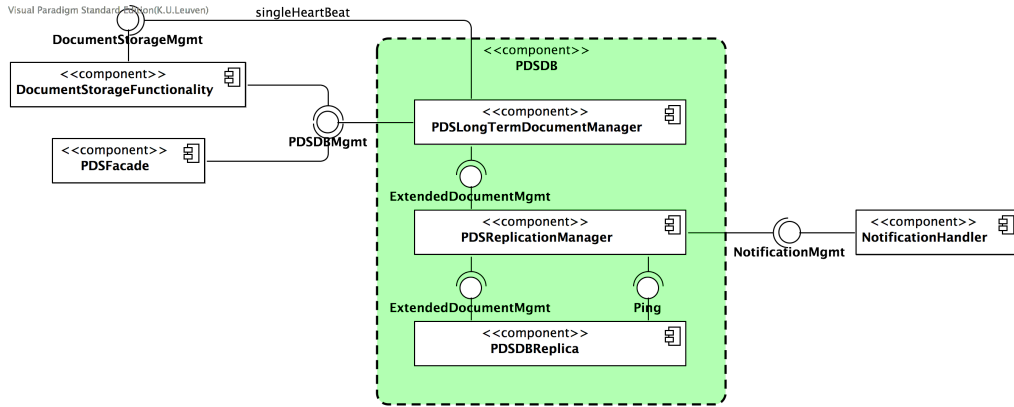 Visual Paradigm Standard Edition(K.U.Leuven)
singleHeartBeat
DocumentStorageMgmt
<<component>>
PDSDB
<<component>>
DocumentStorageFunctionality
<<component>>
PDSLongTermDocumentManager
PDSDBMgmt
<<component>>
PDSFacade
ExtendedDocumentMgmt
<<component>>
PDSReplicationManager
<<component>>
NotificationHandler
NotificationMgmt
ExtendedDocumentMgmt
Ping
<<component>>
PDSDBReplica